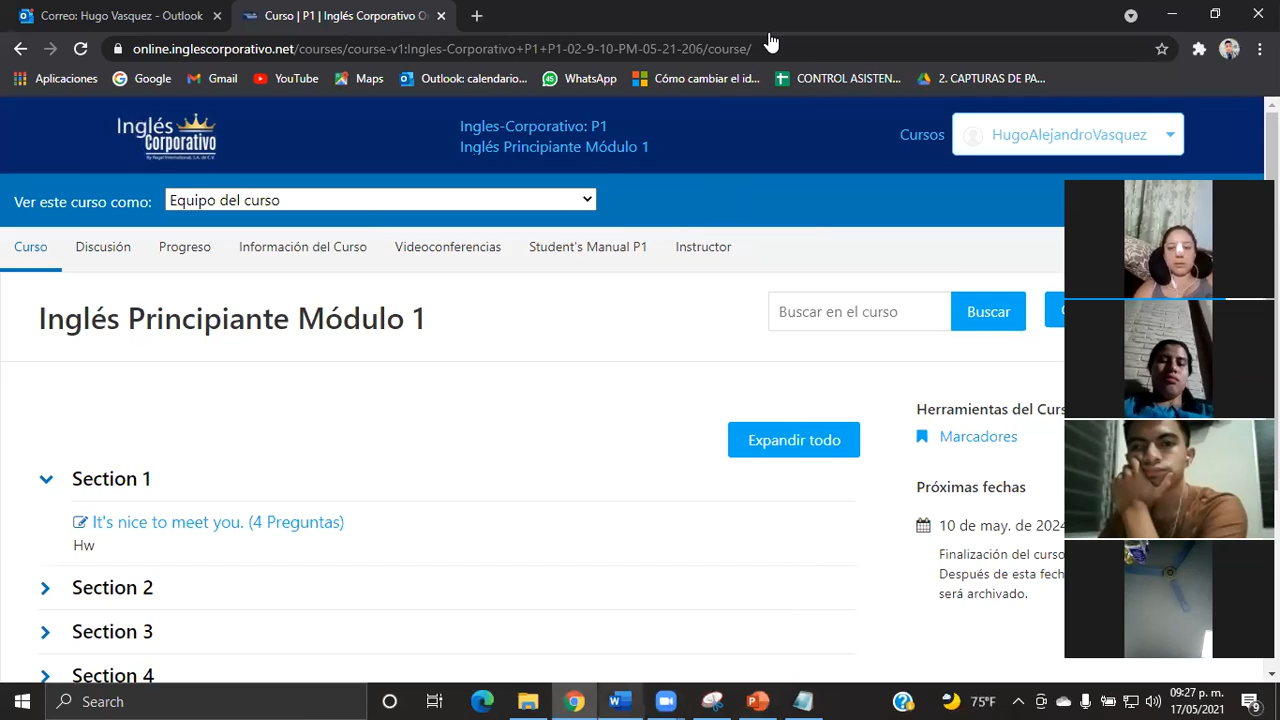 Correo: Hugo Vasquez - Outlook
Curso | P1 | Inglés Corporativo O
online.inglescorporativo.net/courses/course-v1:Ingles-Corporativo+P1+P1-02-9-10-PM-05-21-206/course/
Aplicaciones Google Gmail YouTube Maps Outlook: calendario... WhatsApp Cómo cambiar el id... CONTROL ASISTEN... 2. CAPTURAS DE PA...
Inglés
Corporativo
By Regal International, S.A. de C.V.
Ingles-Corporativo: P1
Inglés Principiante Módulo 1
Cursos HugoAlejandroVasquez
Ver este curso como: Equipo del curso
Curso Discusión Progreso Información del Curso Videoconferencias Student's Manual P1 Instructor
Inglés Principiante Módulo 1
Buscar en el curso Buscar
Expandir todo
Herramientas del Curs
Marcadores
Próximas fechas
10 de may. de 2024
Finalización del curso
Después de esta fech
será archivado.
Section 1
It's nice to meet you. (4 Preguntas)
Hw
Section 2
Section 3
Section 4
Search
75°F
09:27 p. m.
17/05/2021
9